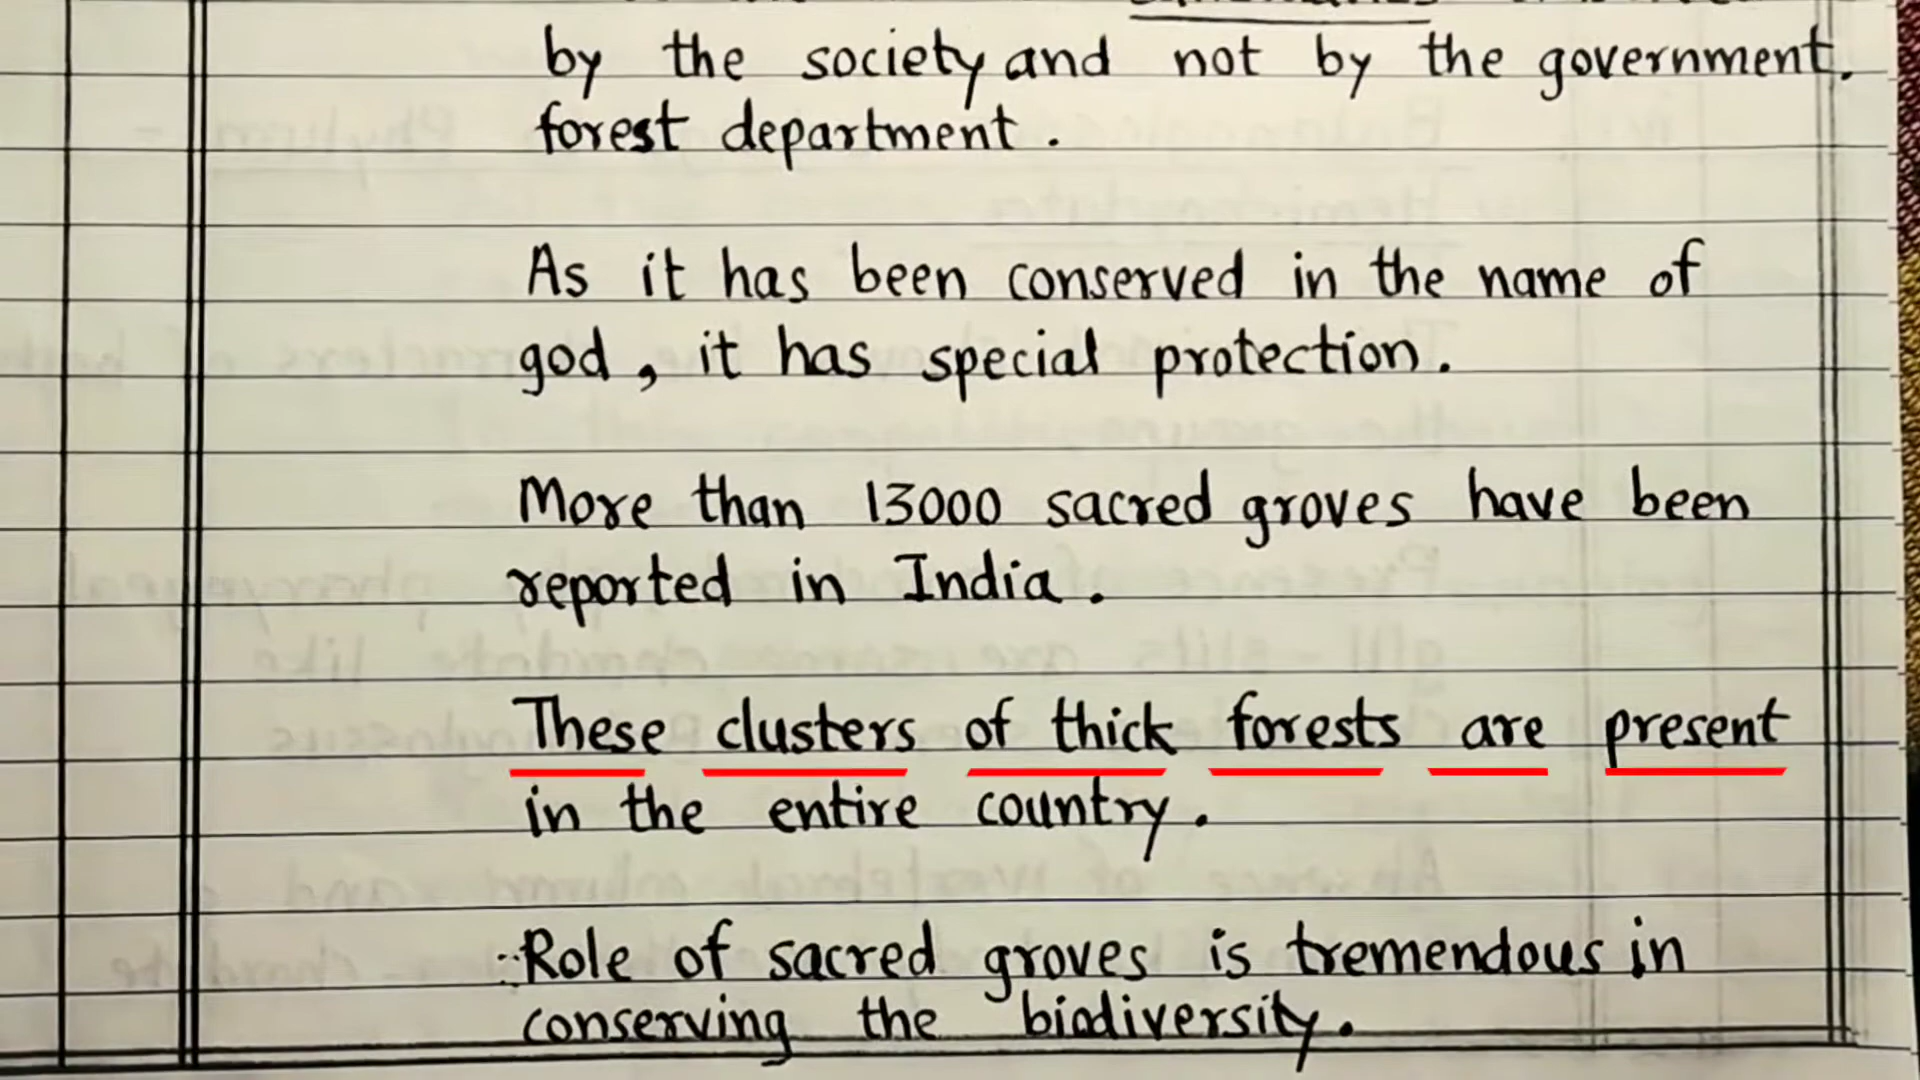 by the society and not by the government.
forest department.
As it has been conserved in the name of
god, it has special protection.
More than 13000 sacred groves have been
reported in India.
These clusters of thick forests are present
in the entire country.
Role of sacred groves is tremendous in
conserving the biodiversity.